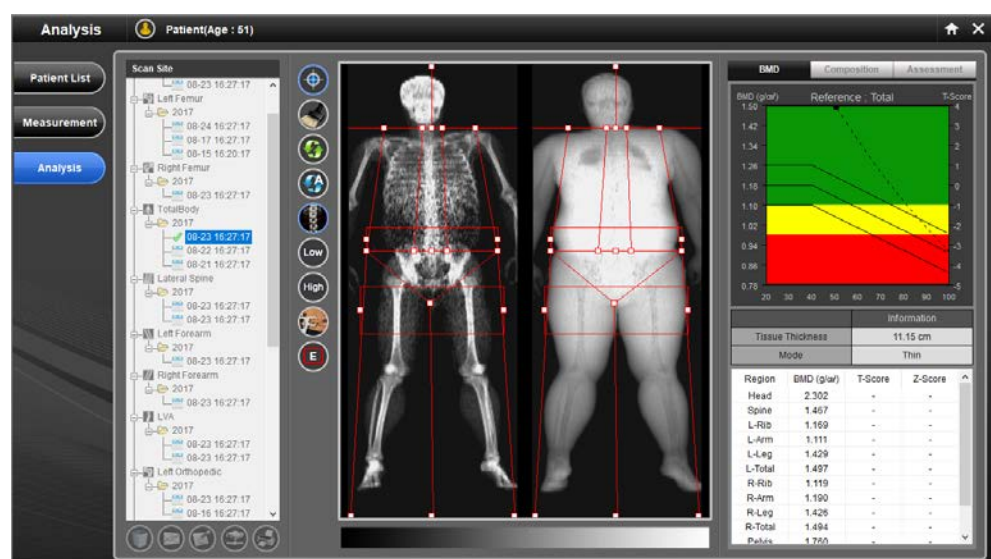 Analysis
Patient(Age : 51)
Patient List
Measurement
Analysis
Scan Site
08-23 16:27:17
Left Femur
2017
08-24 16:27:17
08-17 16:27:17
08-15 16:20:17
Right Femur
2017
08-23 16:27:17
TotalBody
2017
08-23 16:27:17
08-22 16:27:17
08-21 16:27:17
Lateral Spine
2017
08-23 16:27:17
08-23 16:27:17
Left Forearm
2017
08-23 16:27:17
Right Forearm
2017
08-23 16:27:17
LVA
2017
08-23 16:27:17
08-23 16:27:17
Left Orthopedic
2017
08-23 16:27:17
08-16 16:27:17
A
Low
High
E
BMD Composition Assessment
BMD (g/㎠) Reference : Total T-Score
1.50 4
1.42 3
1.34 2
1.26 1
1.18 0
1.10 -1
1.02 -2
0.94 -3
0.86 -4
0.78 -5
20 30 40 50 60 70 80 90 100
Information
Tissue Thickness 11.15 cm
Mode Thin
Region BMD (g/㎠) T-Score Z-Score
Head 2.302 - -
Spine 1.467 - -
L-Rib 1.169 - -
L-Arm 1.111 - -
L-Leg 1.429 - -
L-Total 1.497 - -
R-Rib 1.119 - -
R-Arm 1.190 - -
R-Leg 1.426 - -
R-Total 1.494 - -
Pelvis 1.760 - -